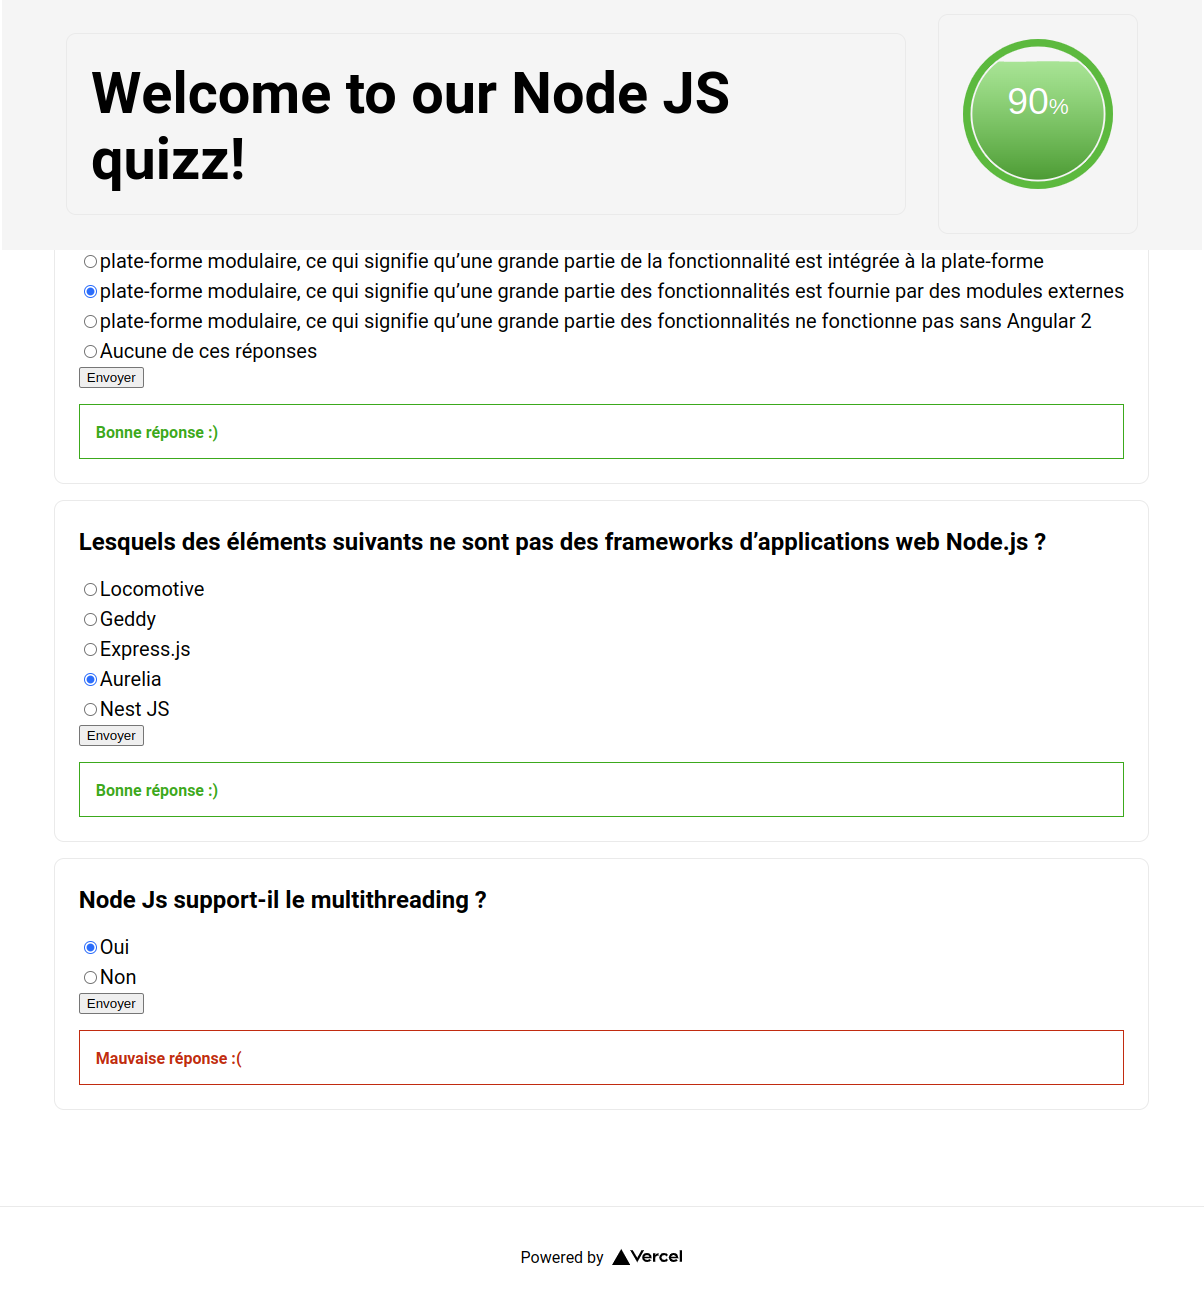 Welcome to our Node JS
quizz!
90%
plate-forme modulaire, ce qui signifie qu’une grande partie de la fonctionnalité est intégrée à la plate-forme
plate-forme modulaire, ce qui signifie qu’une grande partie des fonctionnalités est fournie par des modules externes
plate-forme modulaire, ce qui signifie qu’une grande partie des fonctionnalités ne fonctionne pas sans Angular 2
Aucune de ces réponses
Envoyer
Bonne réponse :)
Lesquels des éléments suivants ne sont pas des frameworks d’applications web Node.js ?
Locomotive
Geddy
Express.js
Aurelia
Nest JS
Envoyer
Bonne réponse :)
Node Js support-il le multithreading ?
Oui
Non
Envoyer
Mauvaise réponse :(
Powered by Vercel